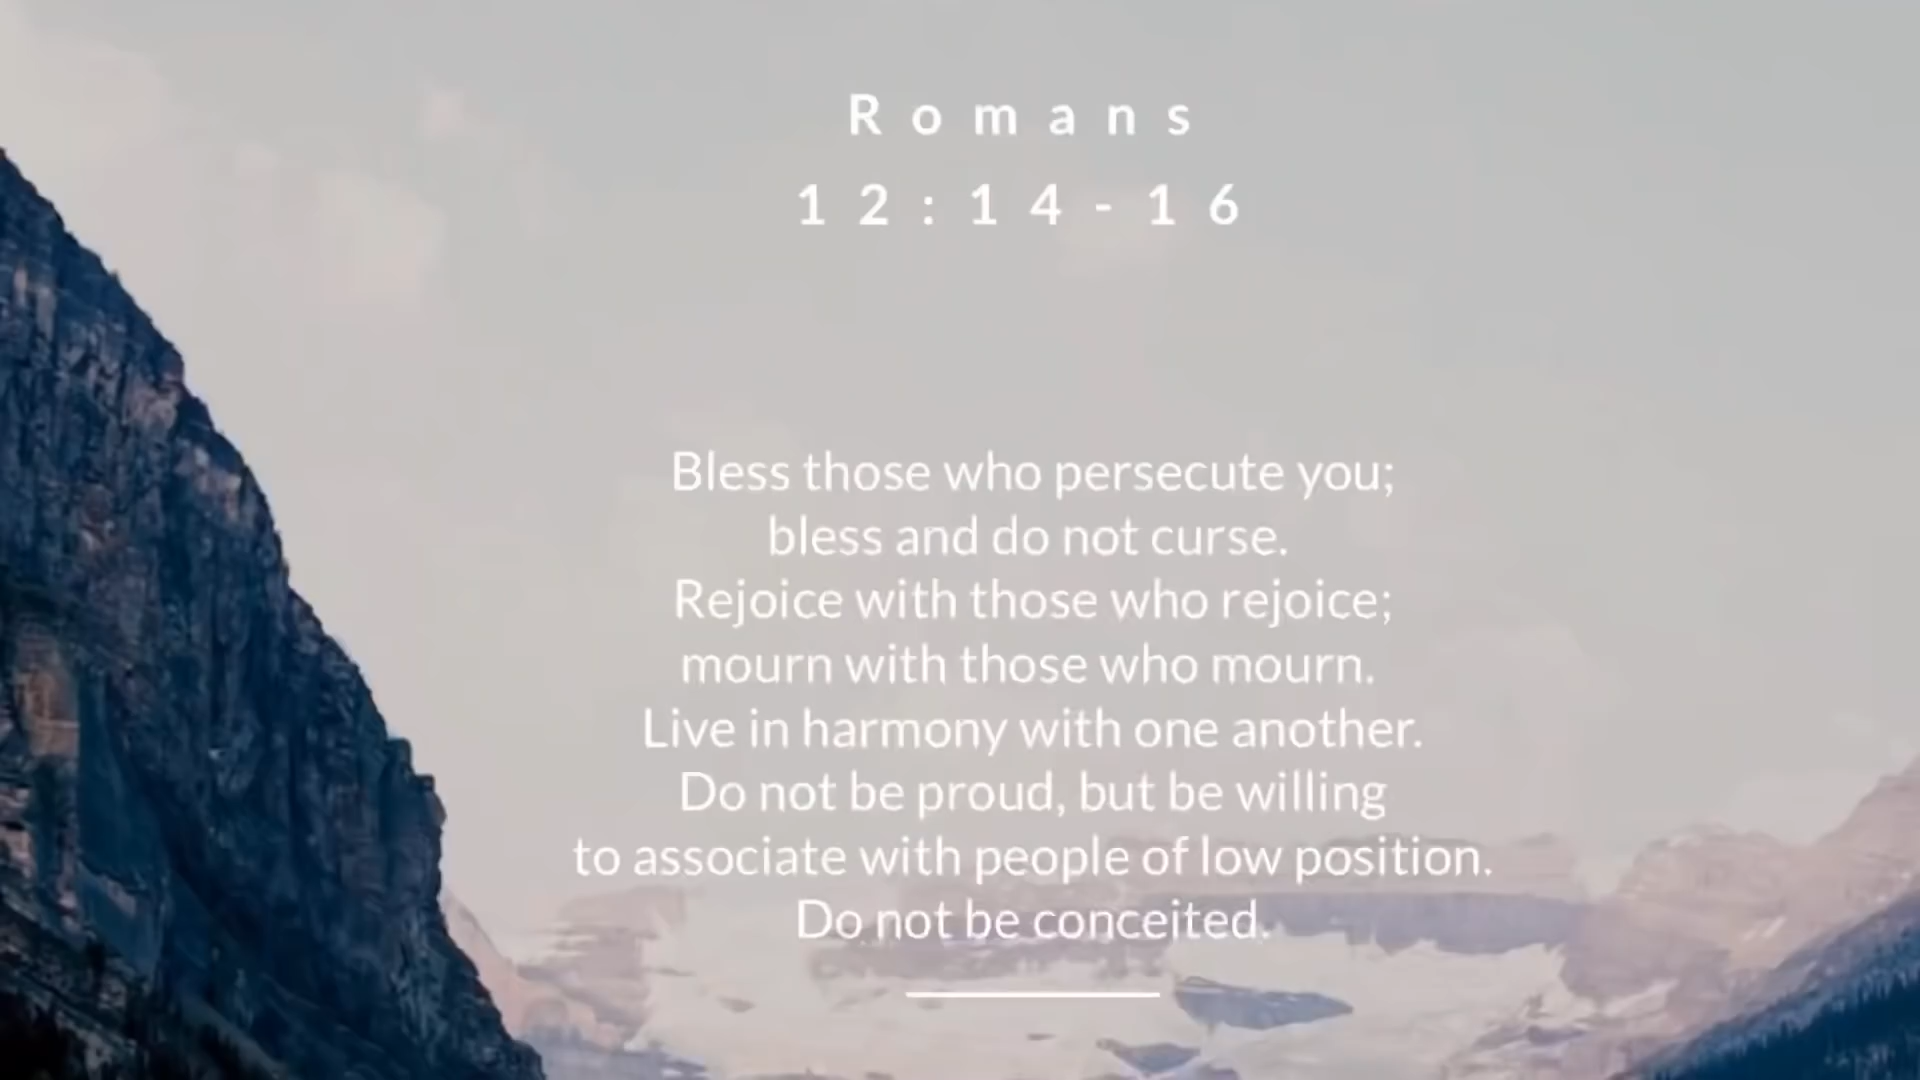 Romans
12:14-16
Bless those who persecute you;
bless and do not curse.
Rejoice with those who rejoice;
mourn with those who mourn.
Live in harmony with one another.
Do not be proud, but be willing
to associate with people of low position.
Do not be conceited.